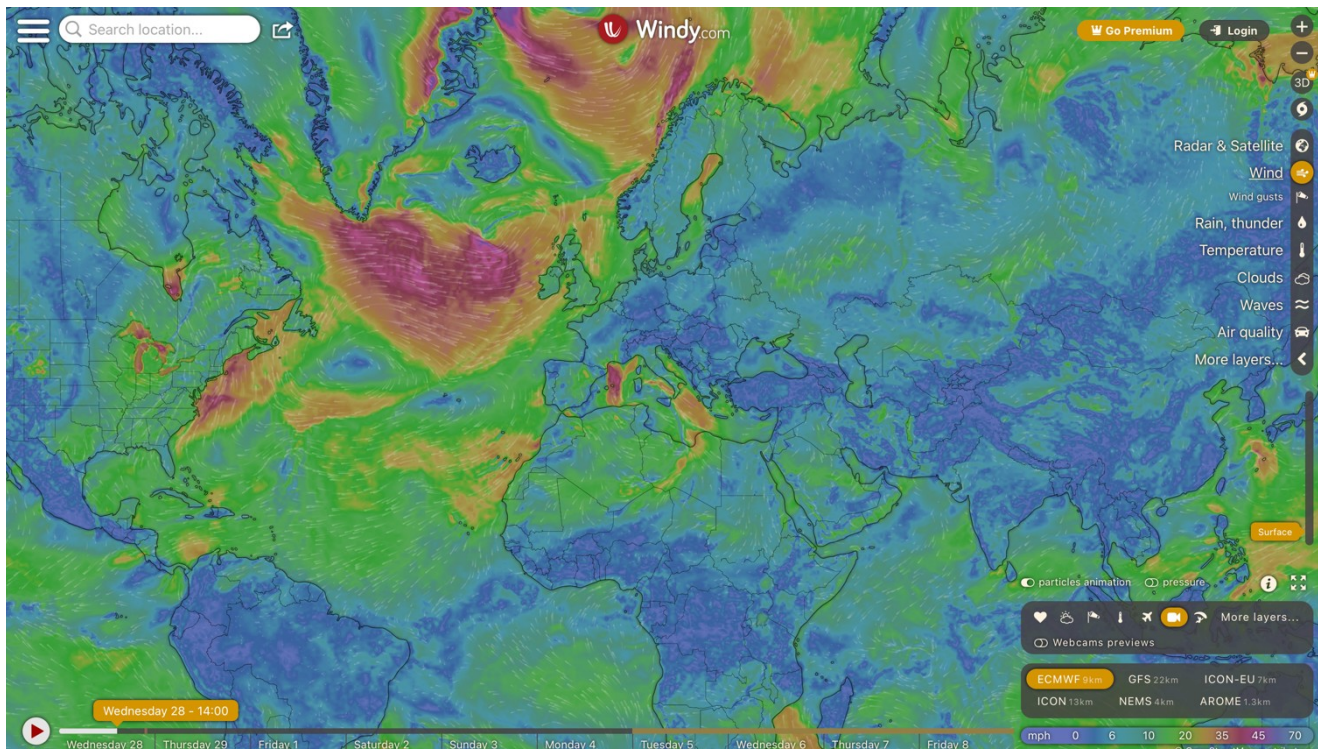 Search location...
Windy.com
Go Premium
Login
+
−
3D
Radar & Satellite
Wind
Wind gusts
Rain, thunder
Temperature
Clouds
Waves
Air quality
More layers...
Surface
particles animation pressure
More layers...
Webcams previews
ECMWF 9km GFS 22km ICON-EU 7km
ICON 13km NEMS 4km AROME 1.3km
Wednesday 28 - 14:00
Wednesday 28 Thursday 29 Friday 1 Saturday 2 Sunday 3 Monday 4 Tuesday 5 Wednesday 6 Thursday 7 Friday 8
mph 0 6 10 20 35 45 70